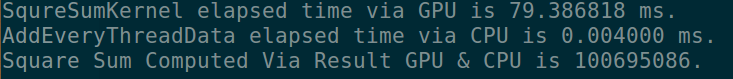 SqureSumKernel elapsed time via GPU is 79.386818 ms.
AddEveryThreadData elapsed time via CPU is 0.004000 ms.
Square Sum Computed Via Result GPU & CPU is 100695086.